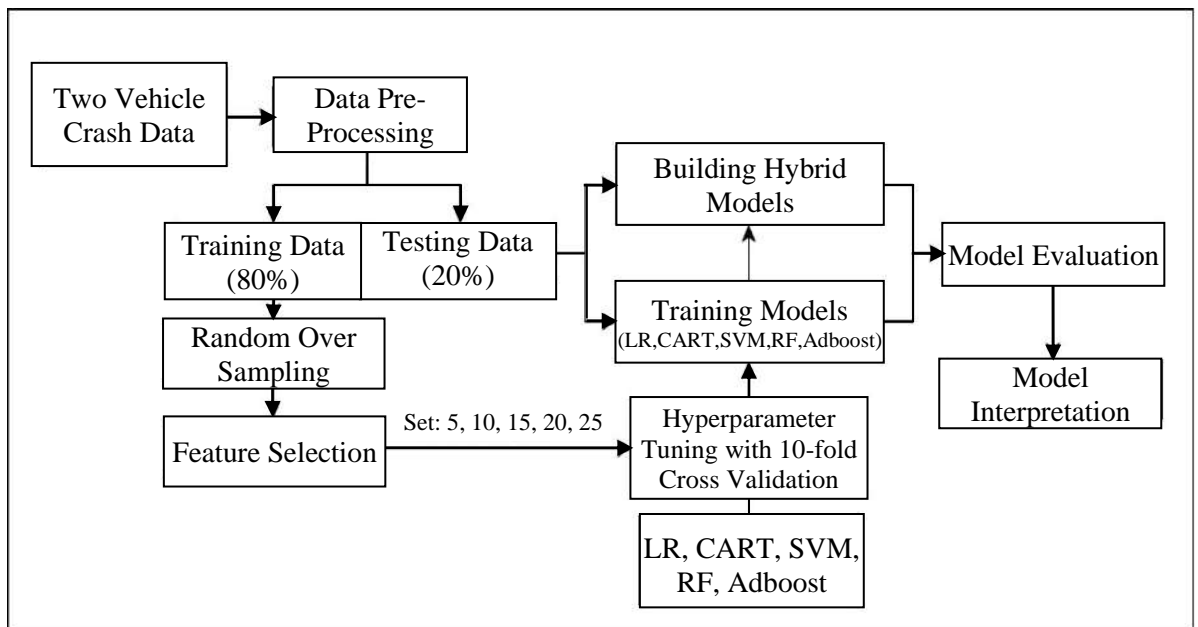 Two Vehicle
Crash Data
Data Pre-
Processing
Training Data
(80%)
Testing Data
(20%)
Random Over
Sampling
Feature Selection
Set: 5, 10, 15, 20, 25
Building Hybrid
Models
Training Models
(LR,CART,SVM,RF,Adboost)
Hyperparameter
Tuning with 10-fold
Cross Validation
LR, CART, SVM,
RF, Adboost
Model Evaluation
Model
Interpretation